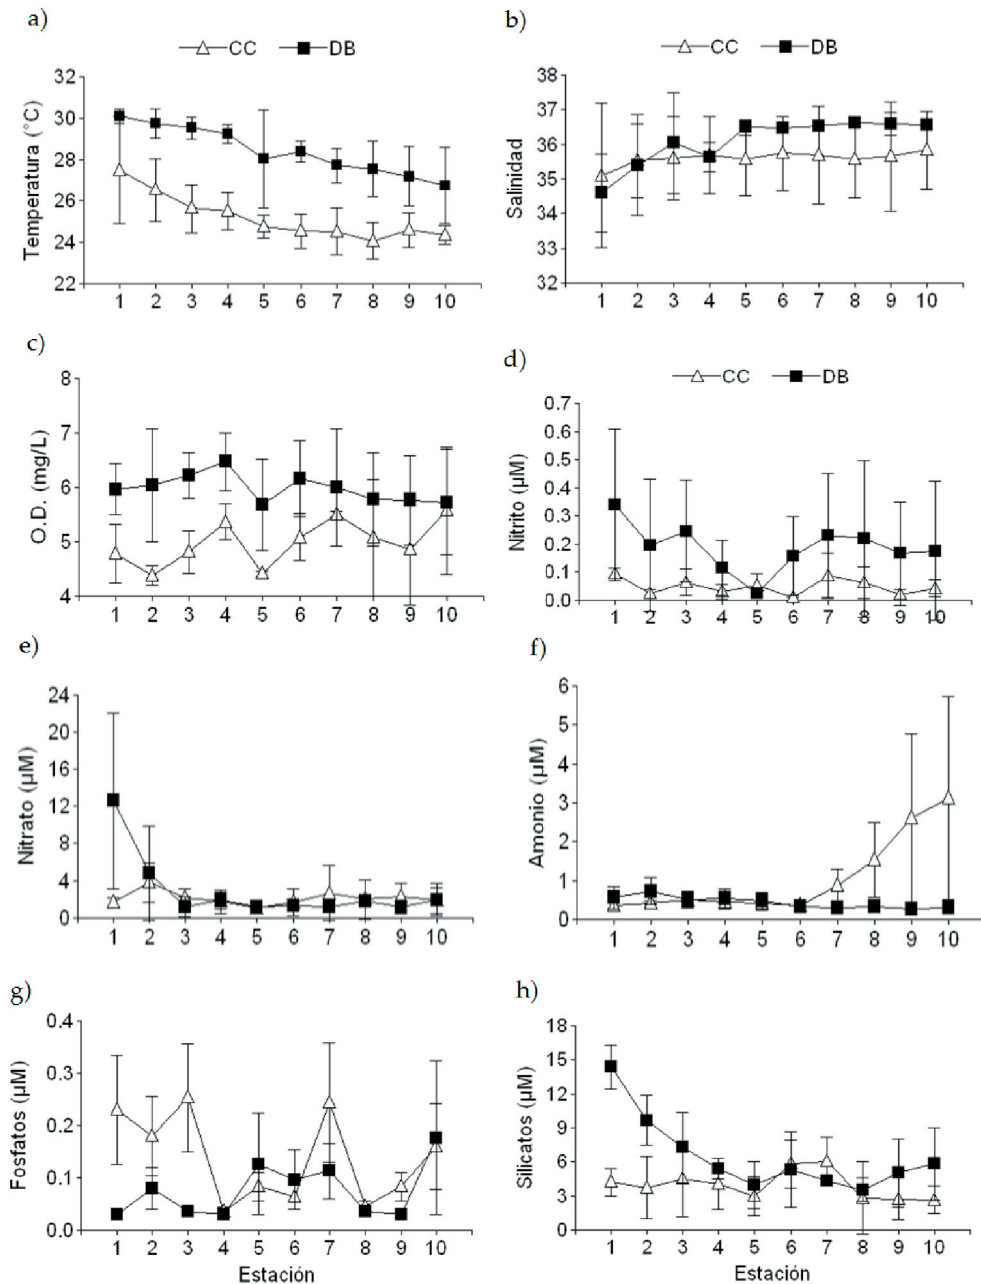 a)
CC DB
Temperatura (°C)
32
30
28
26
24
22
1 2 3 4 5 6 7 8 9 10
b)
CC DB
Salinidad
38
37
36
35
34
33
32
1 2 3 4 5 6 7 8 9 10
c)
O.D. (mg/L)
8
7
6
5
4
1 2 3 4 5 6 7 8 9 10
d)
CC DB
Nitrito (µM)
0.7
0.6
0.5
0.4
0.3
0.2
0.1
0.0
1 2 3 4 5 6 7 8 9 10
e)
Nitrato (µM)
24
20
16
12
8
4
0
1 2 3 4 5 6 7 8 9 10
f)
Amonio (µM)
6
5
4
3
2
1
0
1 2 3 4 5 6 7 8 9 10
g)
Fosfatos (µM)
0.4
0.3
0.2
0.1
0.0
1 2 3 4 5 6 7 8 9 10
Estación
h)
Silicatos (µM)
18
15
12
9
6
3
0
1 2 3 4 5 6 7 8 9 10
Estación